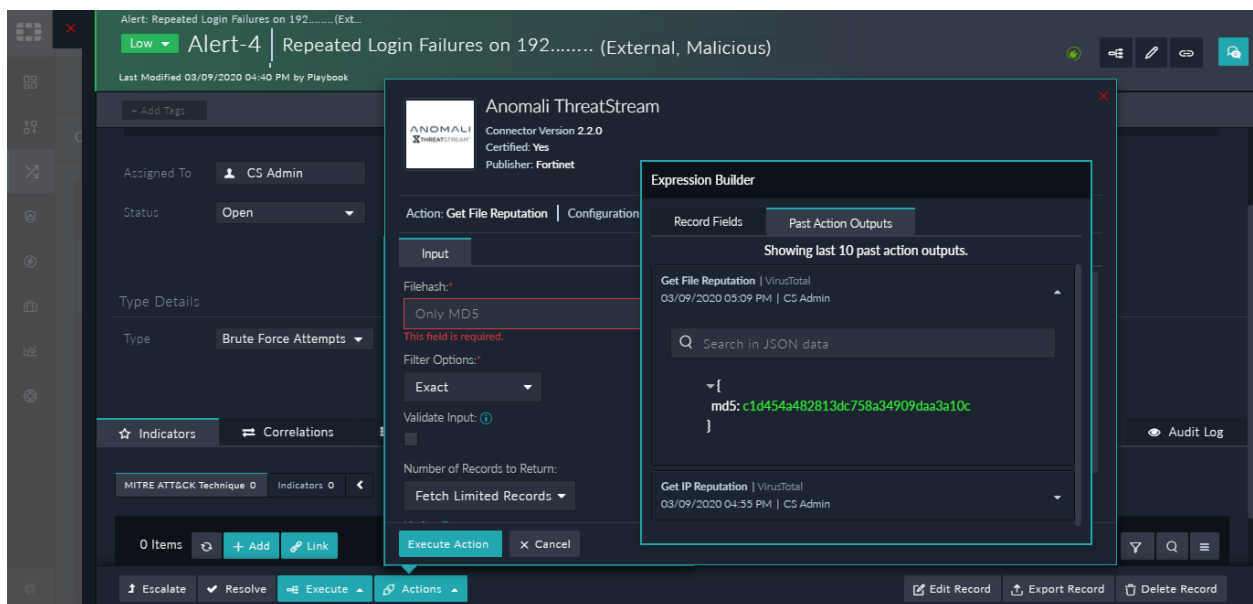 Alert: Repeated Login Failures on 192........(Ext...
Low Alert-4 | Repeated Login Failures on 192........ (External, Malicious)
Last Modified 03/09/2020 04:40 PM by Playbook
+ Add Tags
Assigned To CS Admin
Status Open
Type Details
Type Brute Force Attempts
Indicators Correlations Audit Log
MITRE ATT&CK Technique 0 Indicators 0
0 Items + Add Link
Escalate Resolve Execute Actions Edit Record Export Record Delete Record
ANOMALI
THREATSTREAM
Anomali ThreatStream
Connector Version 2.2.0
Certified: Yes
Publisher: Fortinet
Action: Get File Reputation | Configuration
Input
Filehash:*
Only MD5
This field is required.
Filter Options:*
Exact
Validate Input:
Number of Records to Return:
Fetch Limited Records
Execute Action X Cancel
Expression Builder
Record Fields Past Action Outputs
Showing last 10 past action outputs.
Get File Reputation | VirusTotal
03/09/2020 05:09 PM | CS Admin
Search in JSON data
{
md5: c1d454a482813dc758a34909daa3a10c
}
Get IP Reputation | VirusTotal
03/09/2020 04:55 PM | CS Admin